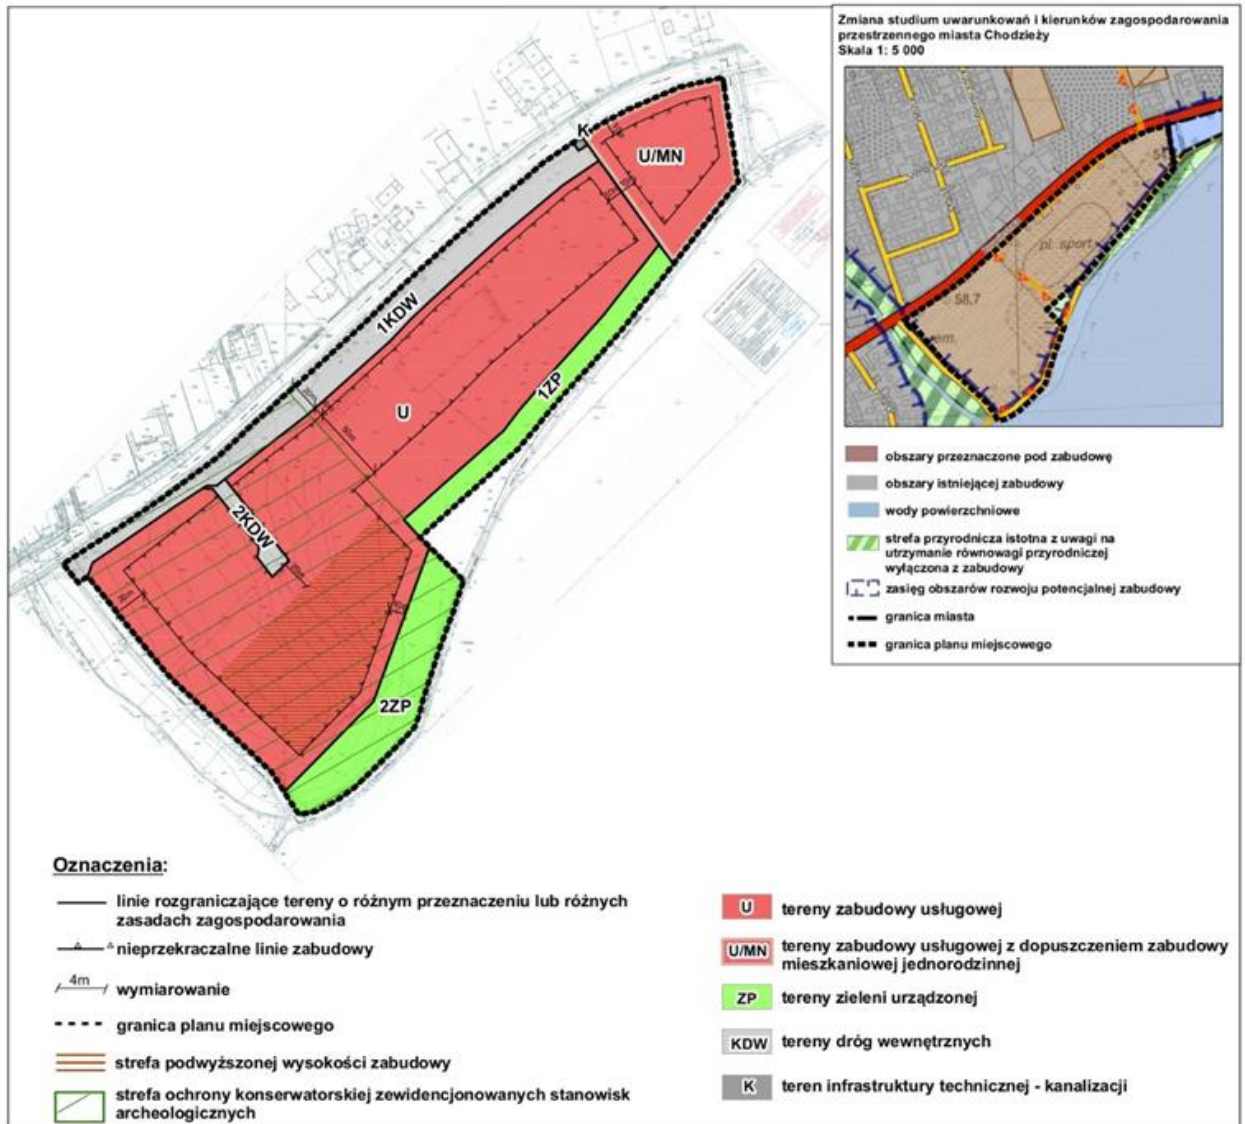 Zmiana studium uwarunkowań i kierunków zagospodarowania
przestrzennego miasta Chodzieży
Skala 1: 5 000
pl. sport.
58,7
obszary przeznaczone pod zabudowę
obszary istniejącej zabudowy
wody powierzchniowe
strefa przyrodnicza istotna z uwagi na
utrzymanie równowagi przyrodniczej
wyłączona z zabudowy
zasięg obszarów rozwoju potencjalnej zabudowy
granica miasta
granica planu miejscowego
K
U/MN
1KDW
U
1ZP
2KDW
2ZP
Oznaczenia:
linie rozgraniczające tereny o różnym przeznaczeniu lub różnych
zasadach zagospodarowania
nieprzekraczalne linie zabudowy
4m wymiarowanie
granica planu miejscowego
strefa podwyższonej wysokości zabudowy
strefa ochrony konserwatorskiej zewidencjonowanych stanowisk
archeologicznych
U tereny zabudowy usługowej
U/MN tereny zabudowy usługowej z dopuszczeniem zabudowy
mieszkaniowej jednorodzinnej
ZP tereny zieleni urządzonej
KDW tereny dróg wewnętrznych
K teren infrastruktury technicznej - kanalizacji